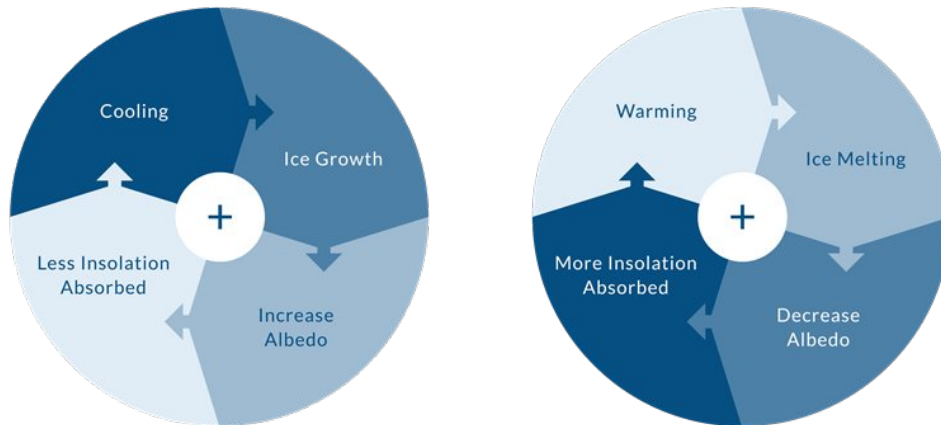 Cooling
Ice Growth
Increase
Albedo
Less Insolation
Absorbed
+
Warming
Ice Melting
Decrease
Albedo
More Insolation
Absorbed
+